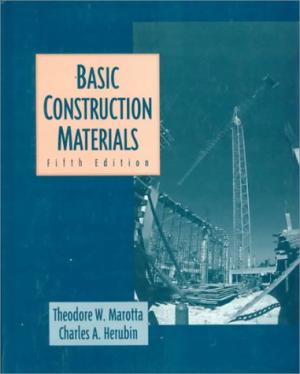 BASIC
CONSTRUCTION
MATERIALS
Fifth Edition
Theodore W. Marotta
Charles A. Herubin